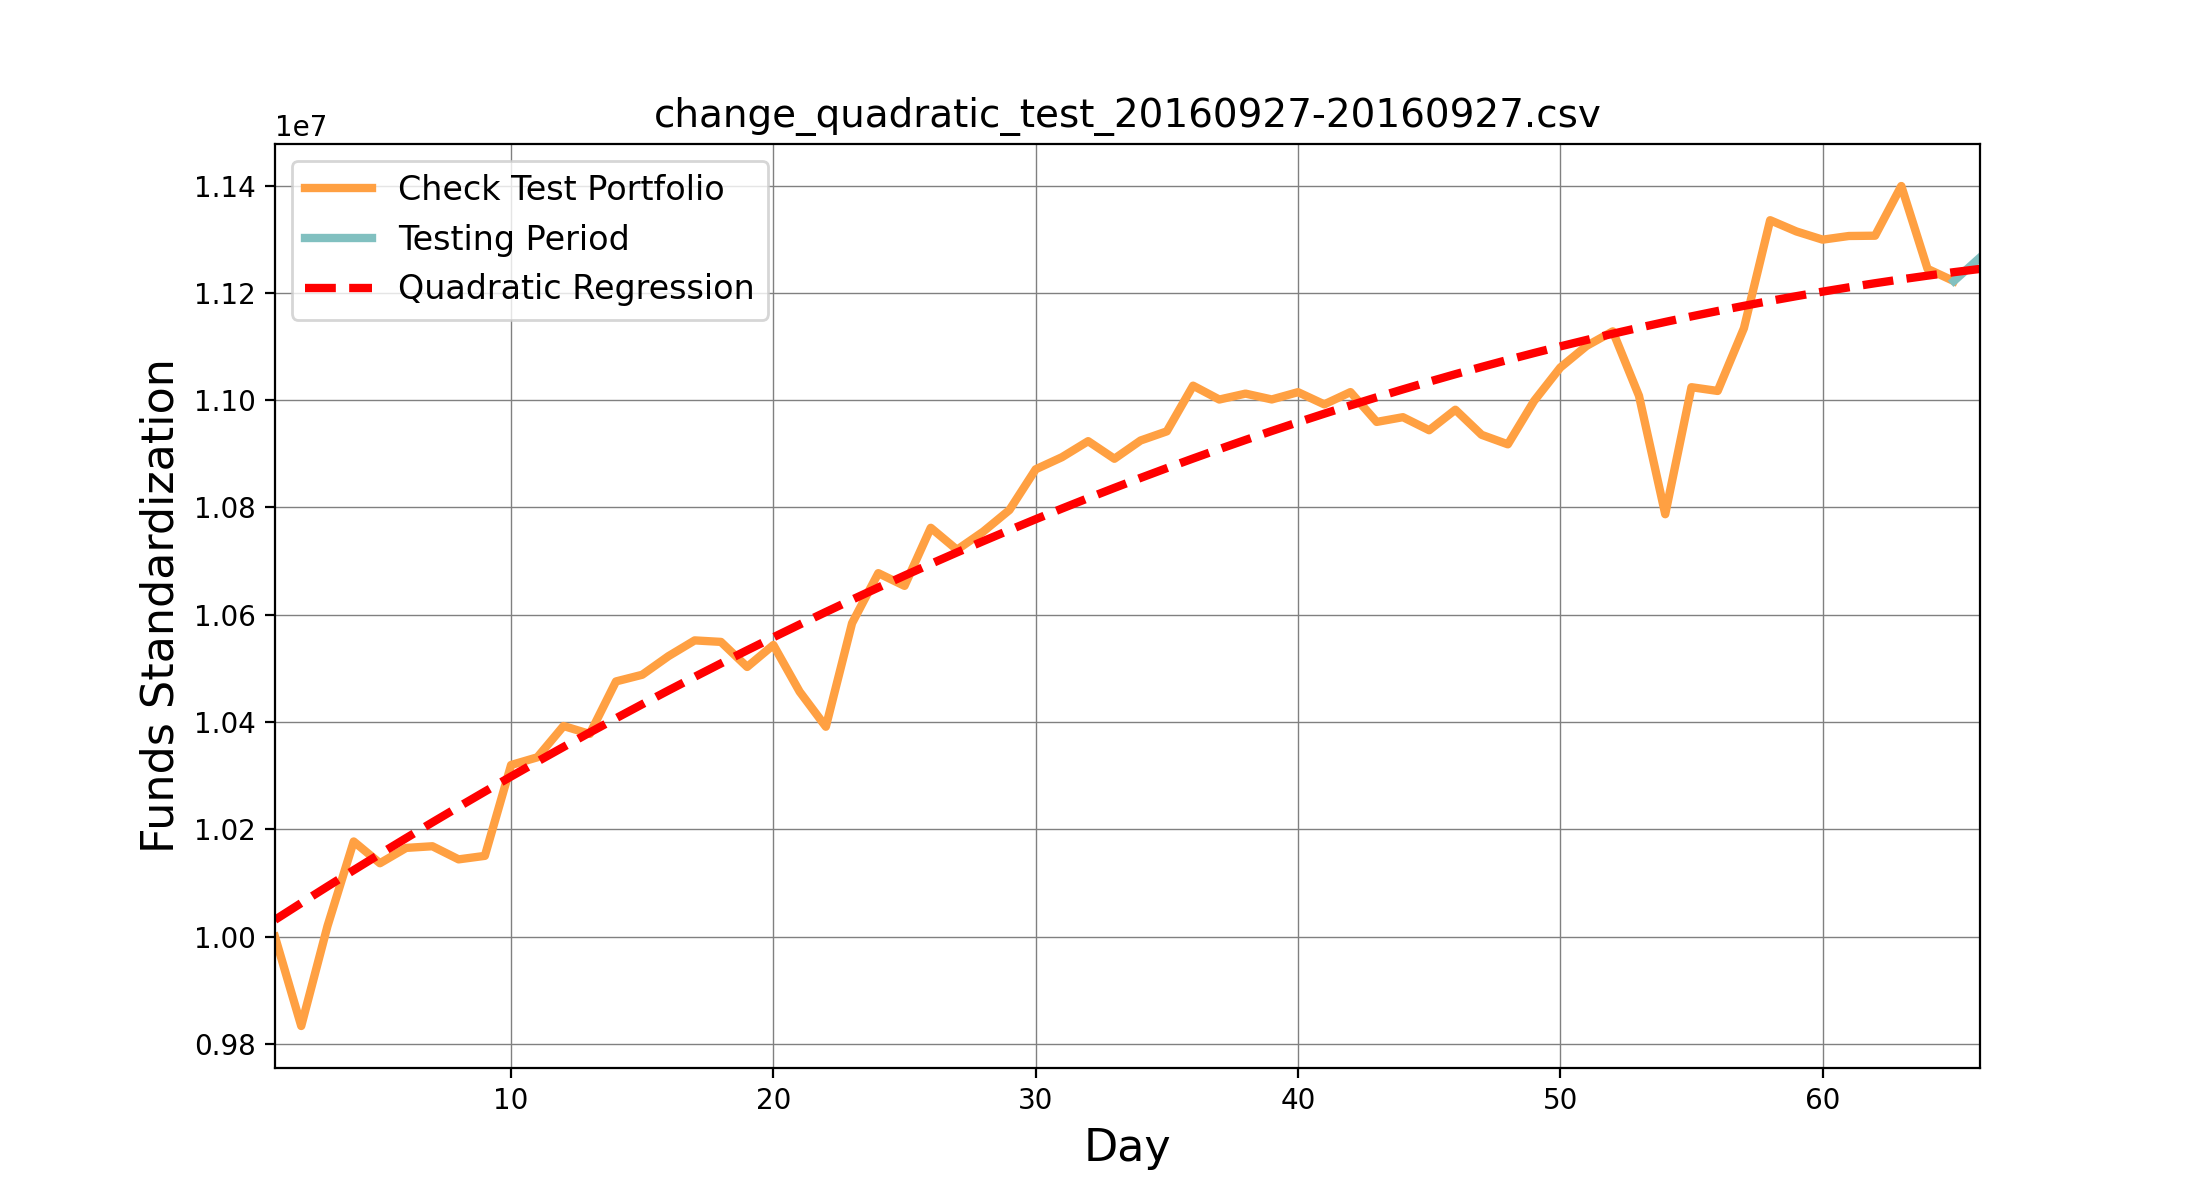 change_quadratic_test_20160927-20160927.csv
1e7
Check Test Portfolio
Testing Period
Quadratic Regression
1.14
1.12
1.10
1.08
1.06
1.04
1.02
1.00
0.98
Funds Standardization
10 20 30 40 50 60
Day